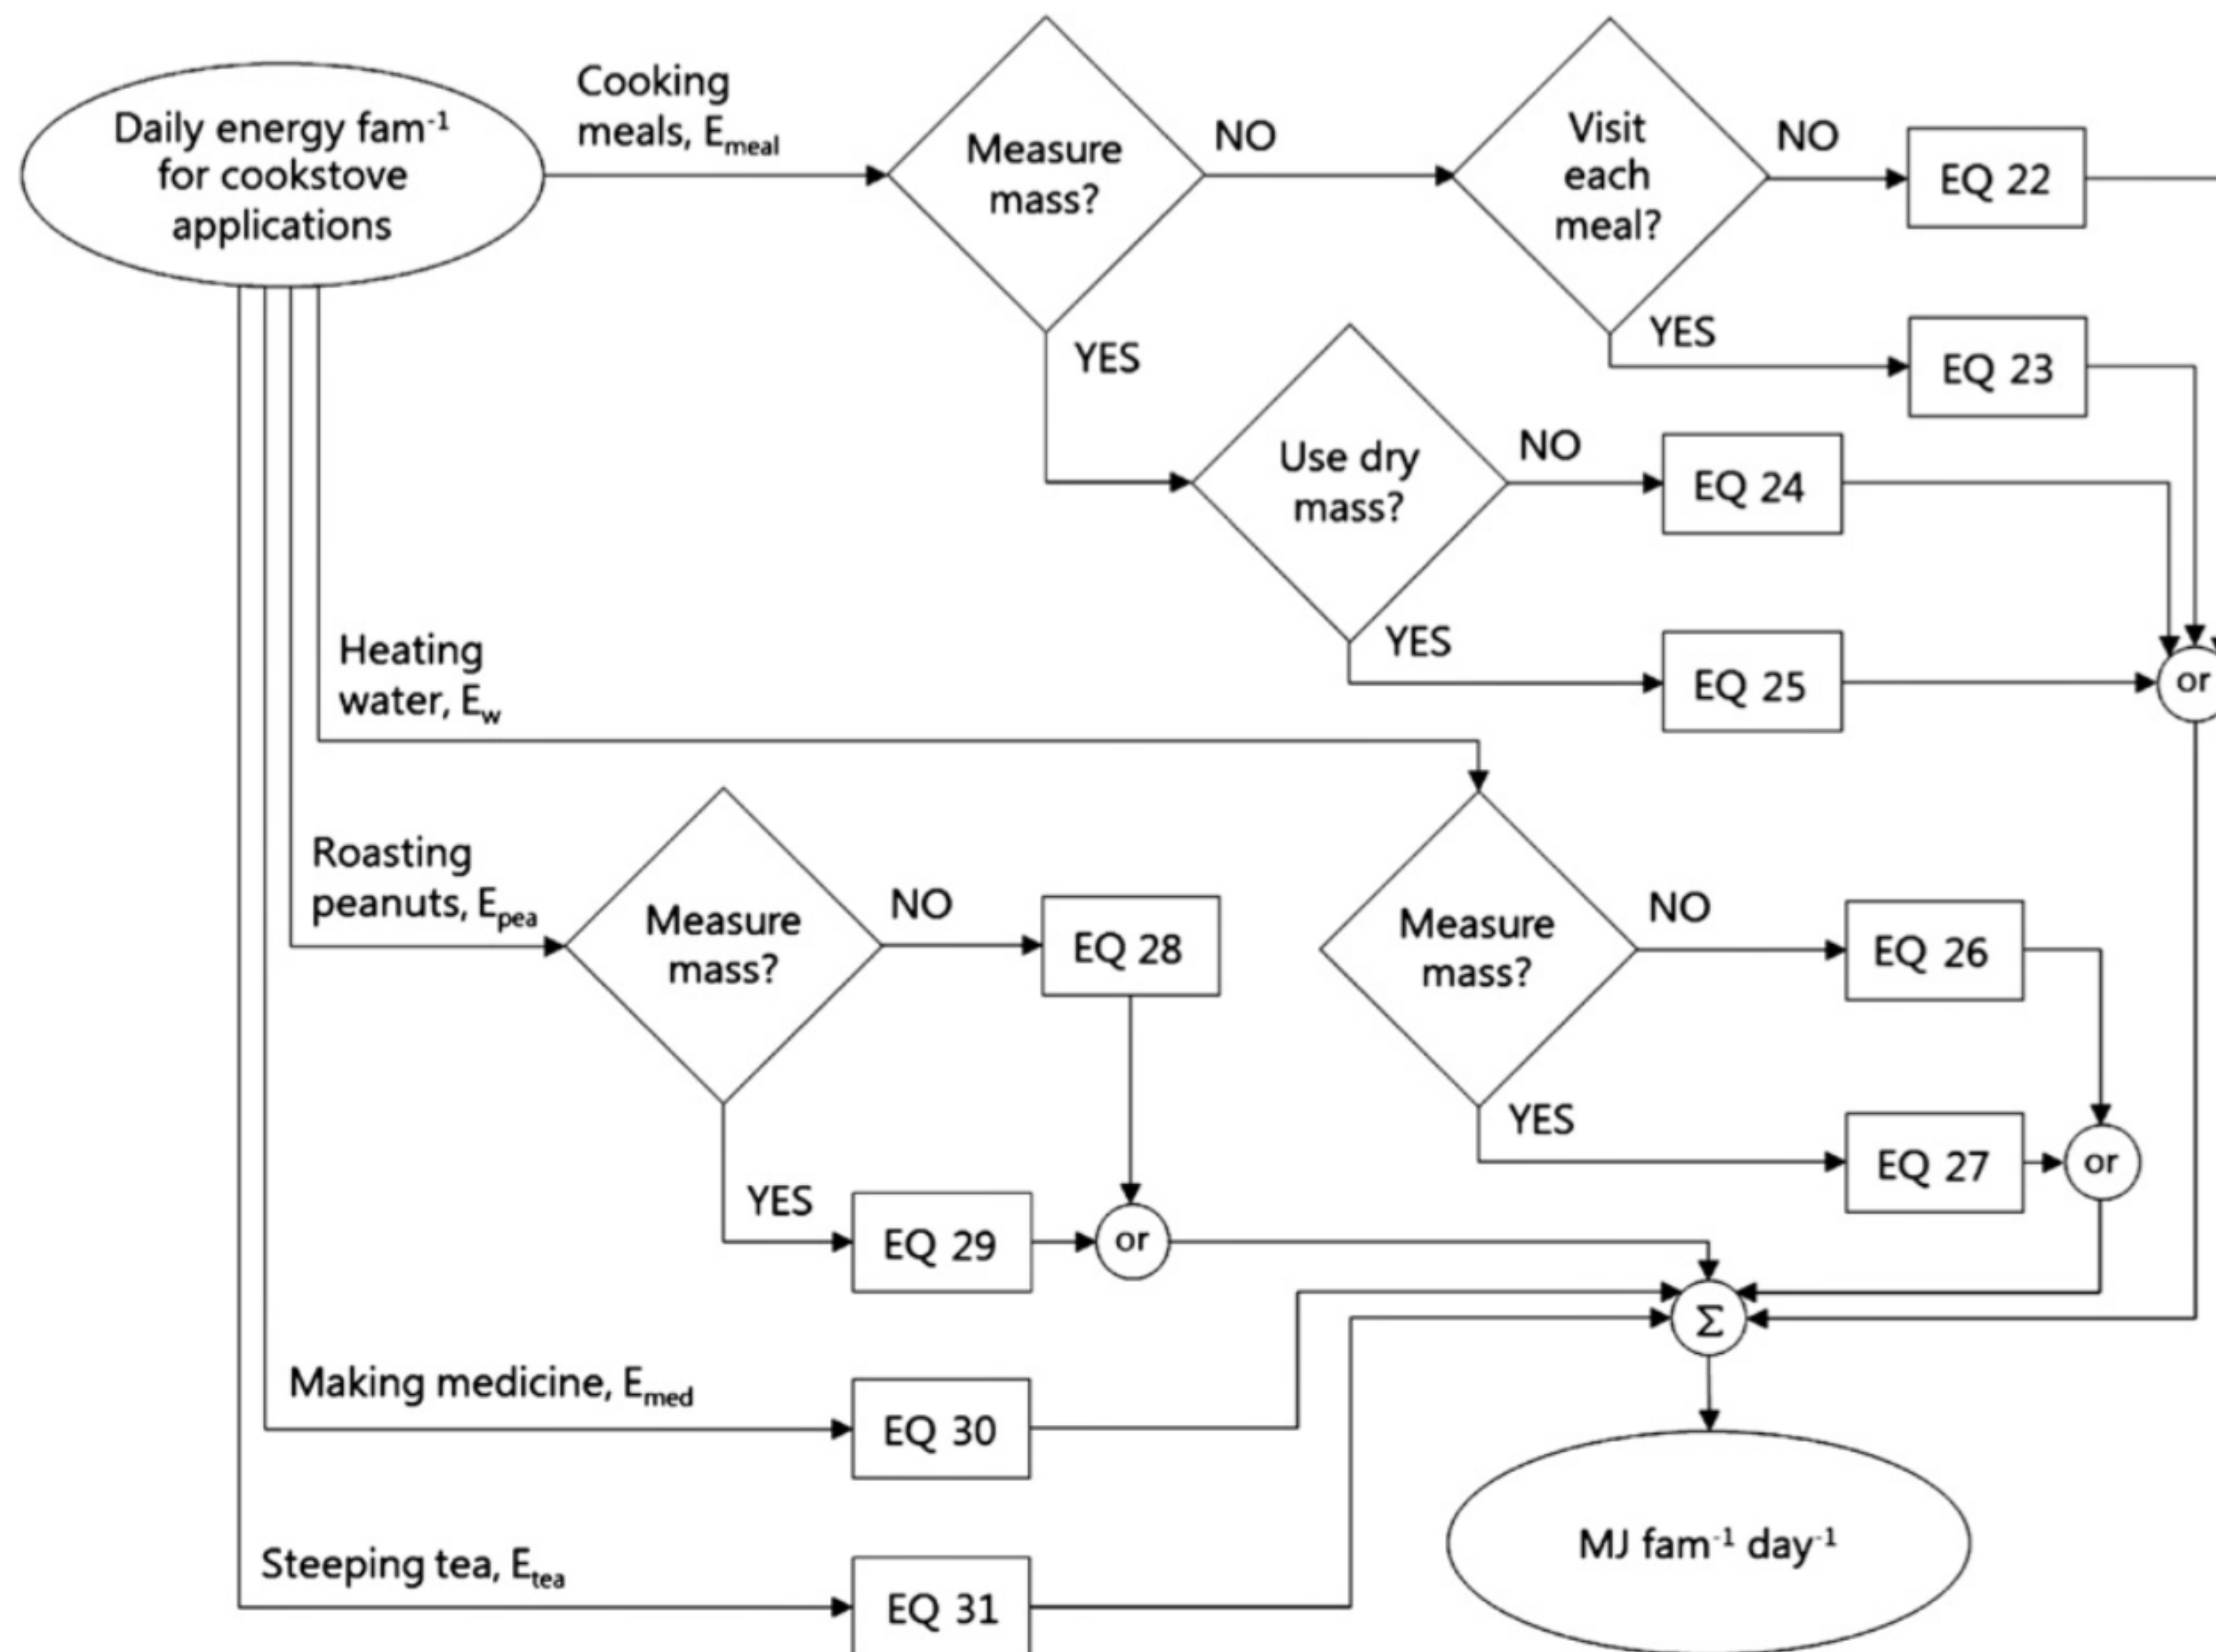 Daily energy fam⁻¹
for cookstove
applications
Cooking
meals, Emeal
Measure
mass?
NO
Visit
each
meal?
NO
EQ 22
YES
EQ 23
YES
Use dry
mass?
NO
EQ 24
YES
EQ 25
or
Heating
water, Ew
Roasting
peanuts, Epea
Measure
mass?
NO
EQ 28
Measure
mass?
NO
EQ 26
YES
EQ 27
or
YES
EQ 29
or
Σ
Making medicine, Emed
EQ 30
MJ fam⁻¹ day⁻¹
Steeping tea, Etea
EQ 31